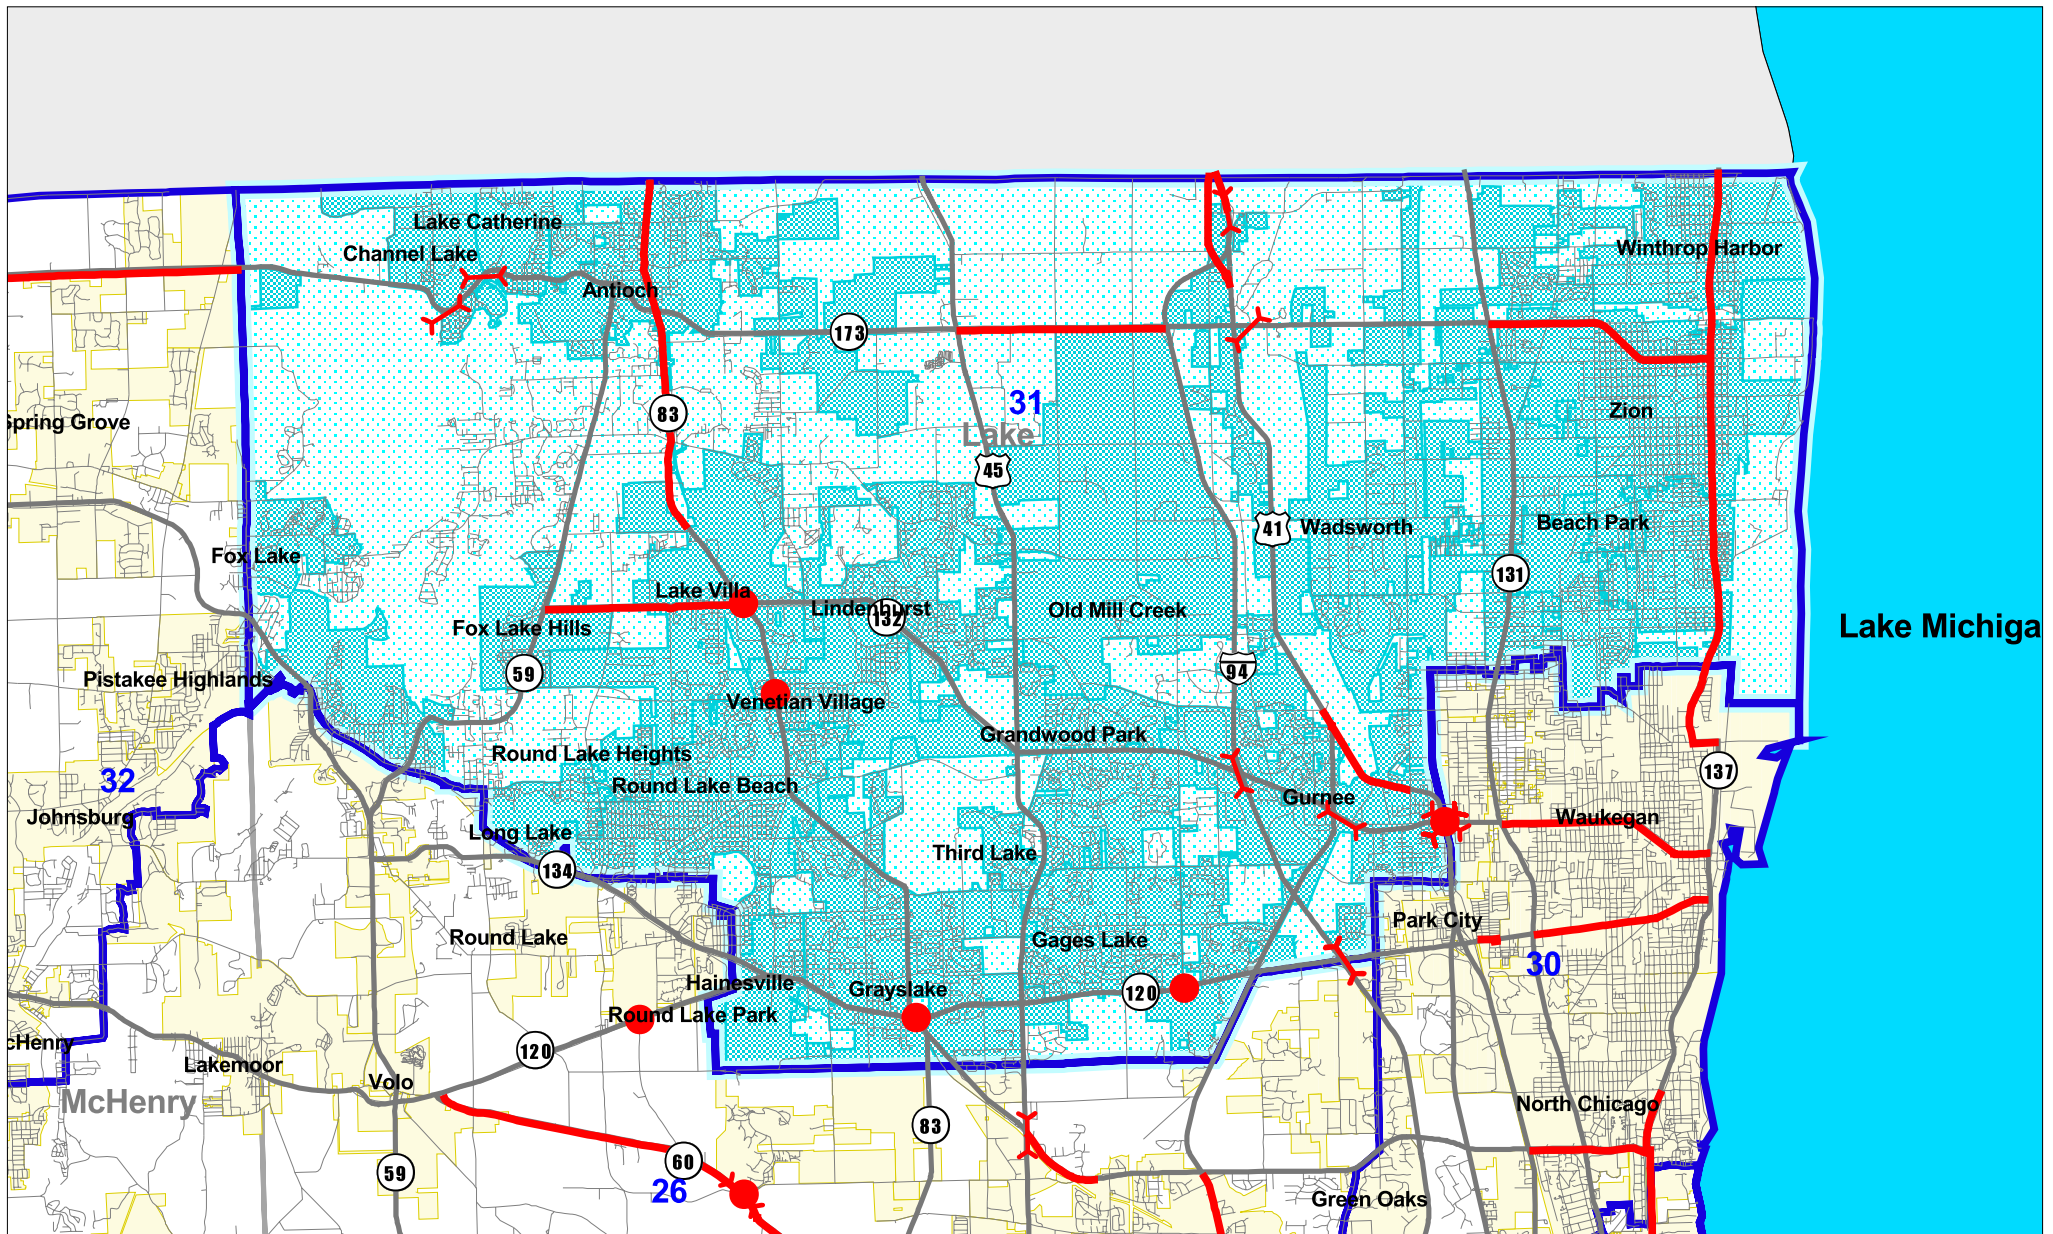 Lake Catherine
Winthrop Harbor
Channel Lake
Antioch
173
31
Zion
83
Spring Grove
Lake
45
Beach Park
41
Wadsworth
Fox Lake
131
Lake Villa
Lindenhurst
Old Mill Creek
132
Fox Lake Hills
Lake Michiga
59
94
Pistakee Highlands
Venetian Village
Grandwood Park
Round Lake Heights
137
32
Round Lake Beach
Gurnee
Johnsburg
Waukegan
Long Lake
Third Lake
134
Park City
Round Lake
Gages Lake
30
Hainesville
Grayslake
120
Round Lake Park
cHenry
120
Lakemoor
Volo
McHenry
North Chicago
83
60
59
26
Green Oaks